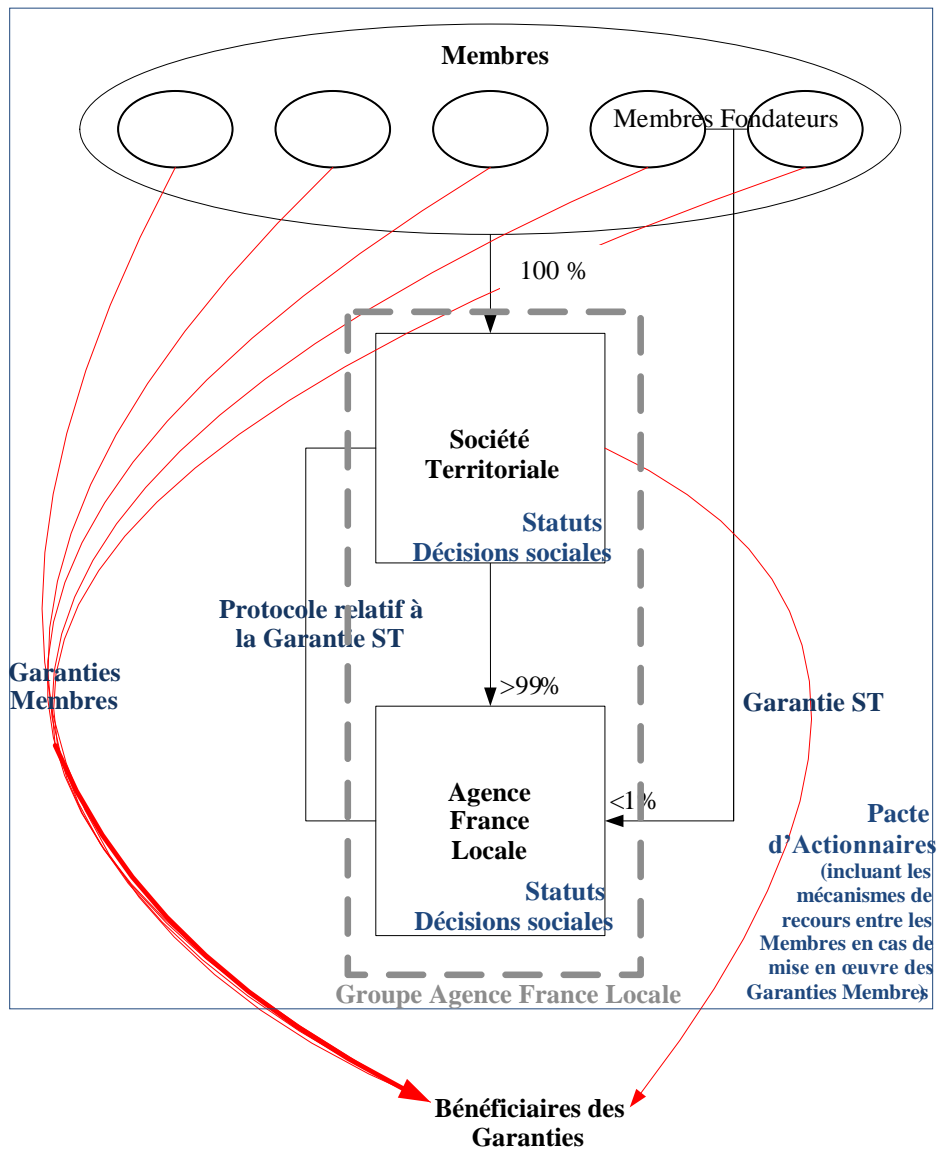 Membres
Membres Fondateurs
100 %
Société
Territoriale
Statuts
Décisions sociales
Protocole relatif à
la Garantie ST
Garanties
Membres
>99%
Garantie ST
Agence
France
Locale
<1%
Statuts
Décisions sociales
Pacte
d’Actionnaires
(incluant les
mécanismes de
recours entre les
Membres en cas de
mise en œuvre des
Garanties Membres)
Groupe Agence France Locale
Bénéficiaires des
Garanties